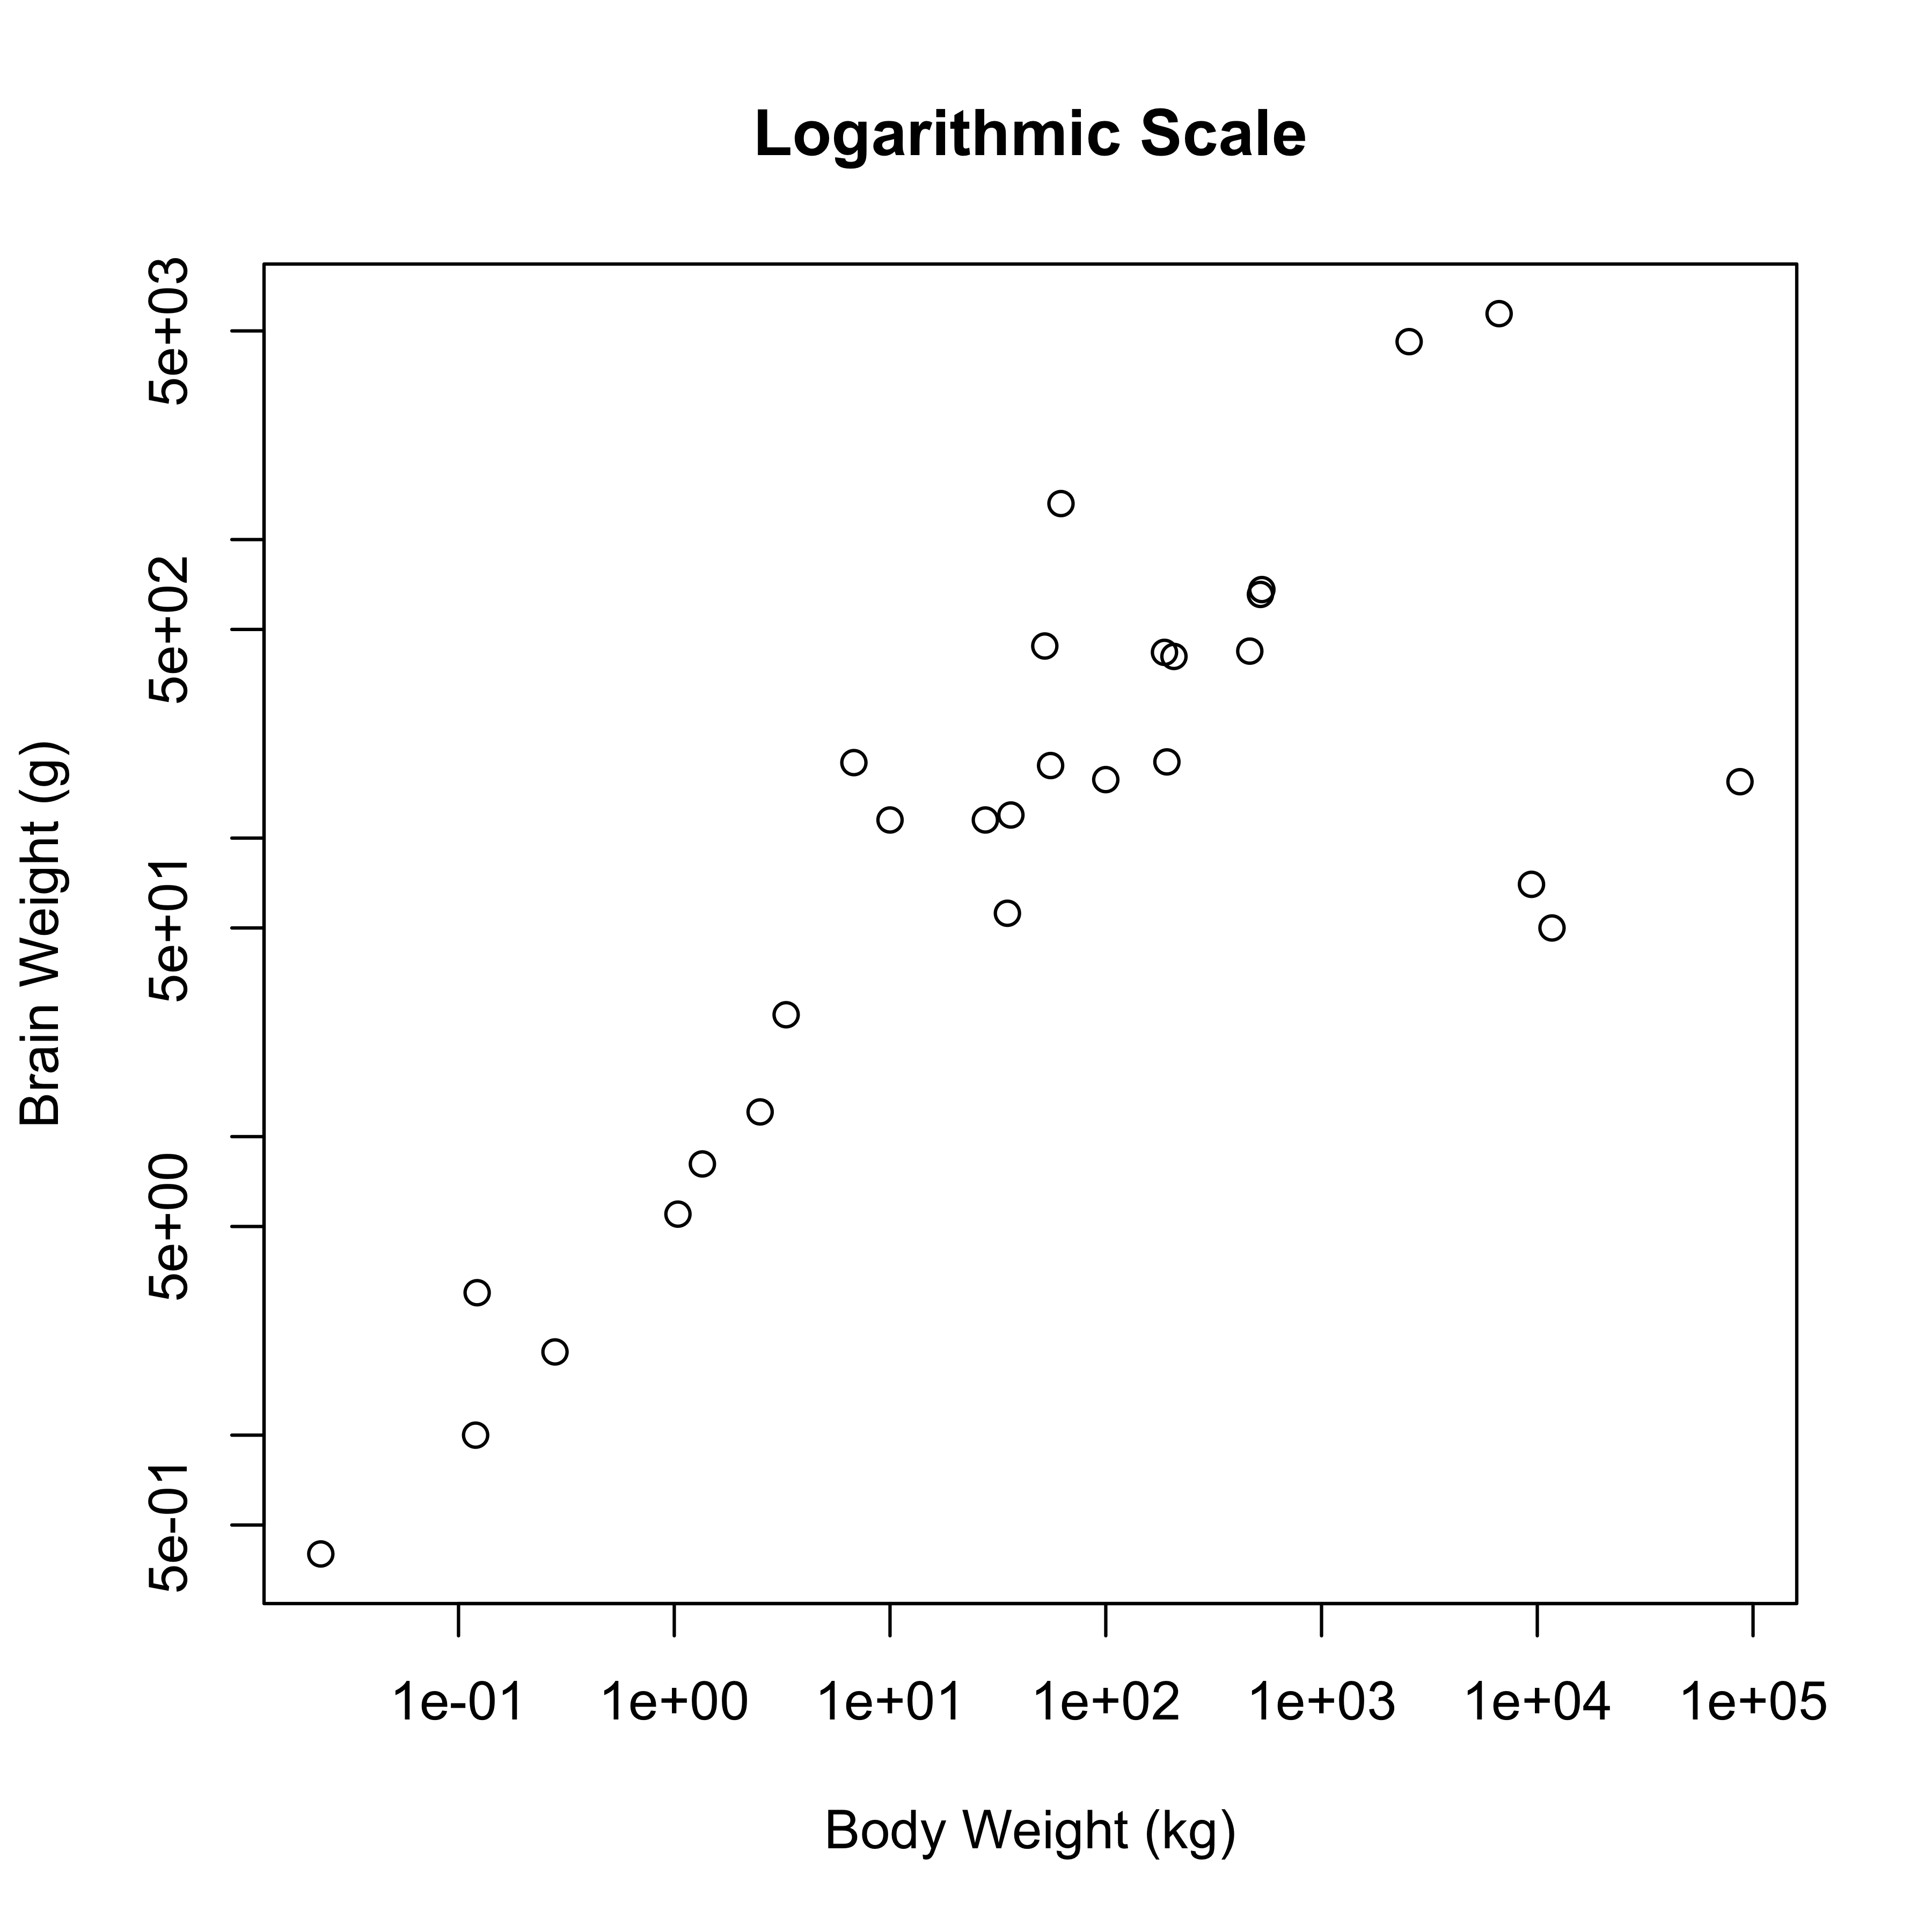 Logarithmic Scale
5e+03
5e+02
5e+01
5e+00
5e-01
Brain Weight (g)
1e-01 1e+00 1e+01 1e+02 1e+03 1e+04 1e+05
Body Weight (kg)